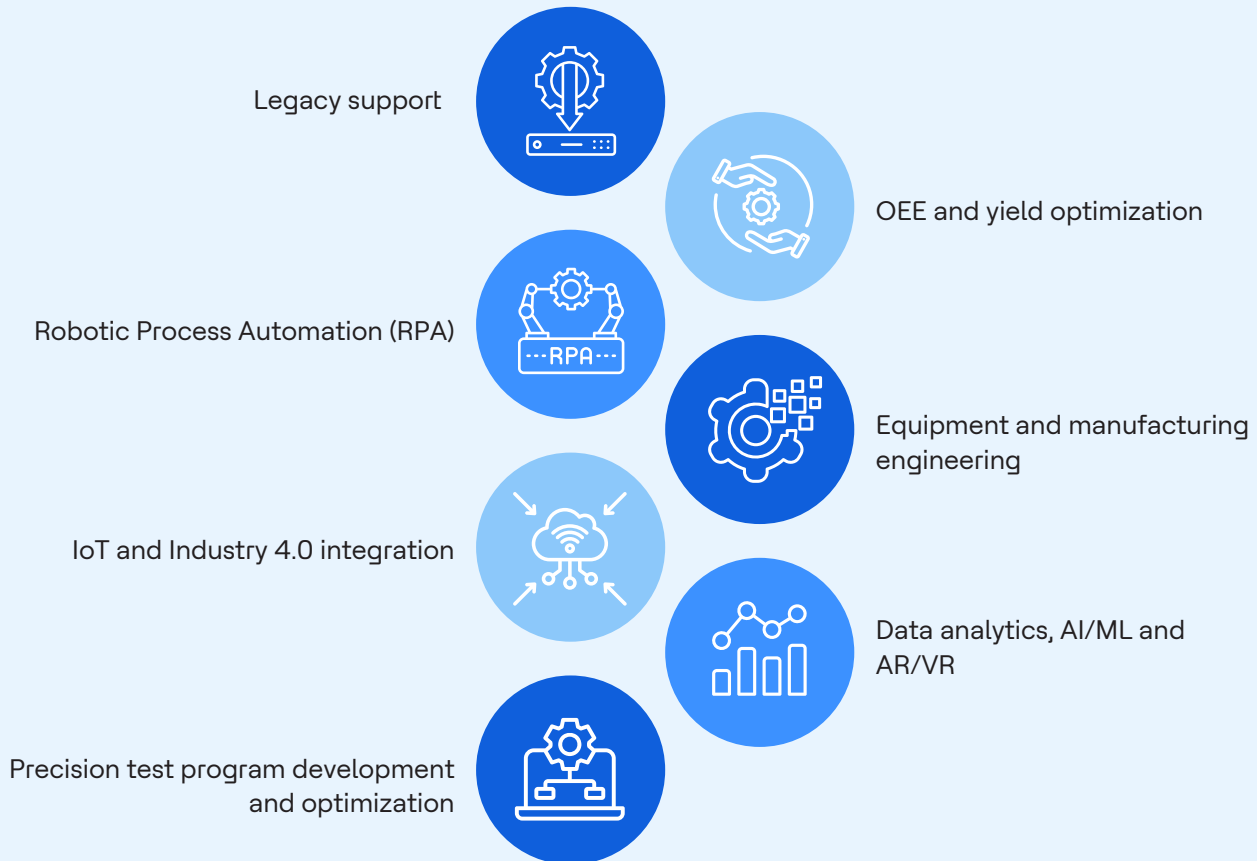 Legacy support
OEE and yield optimization
Robotic Process Automation (RPA)
---RPA---
Equipment and manufacturing
engineering
IoT and Industry 4.0 integration
Data analytics, AI/ML and
AR/VR
Precision test program development
and optimization